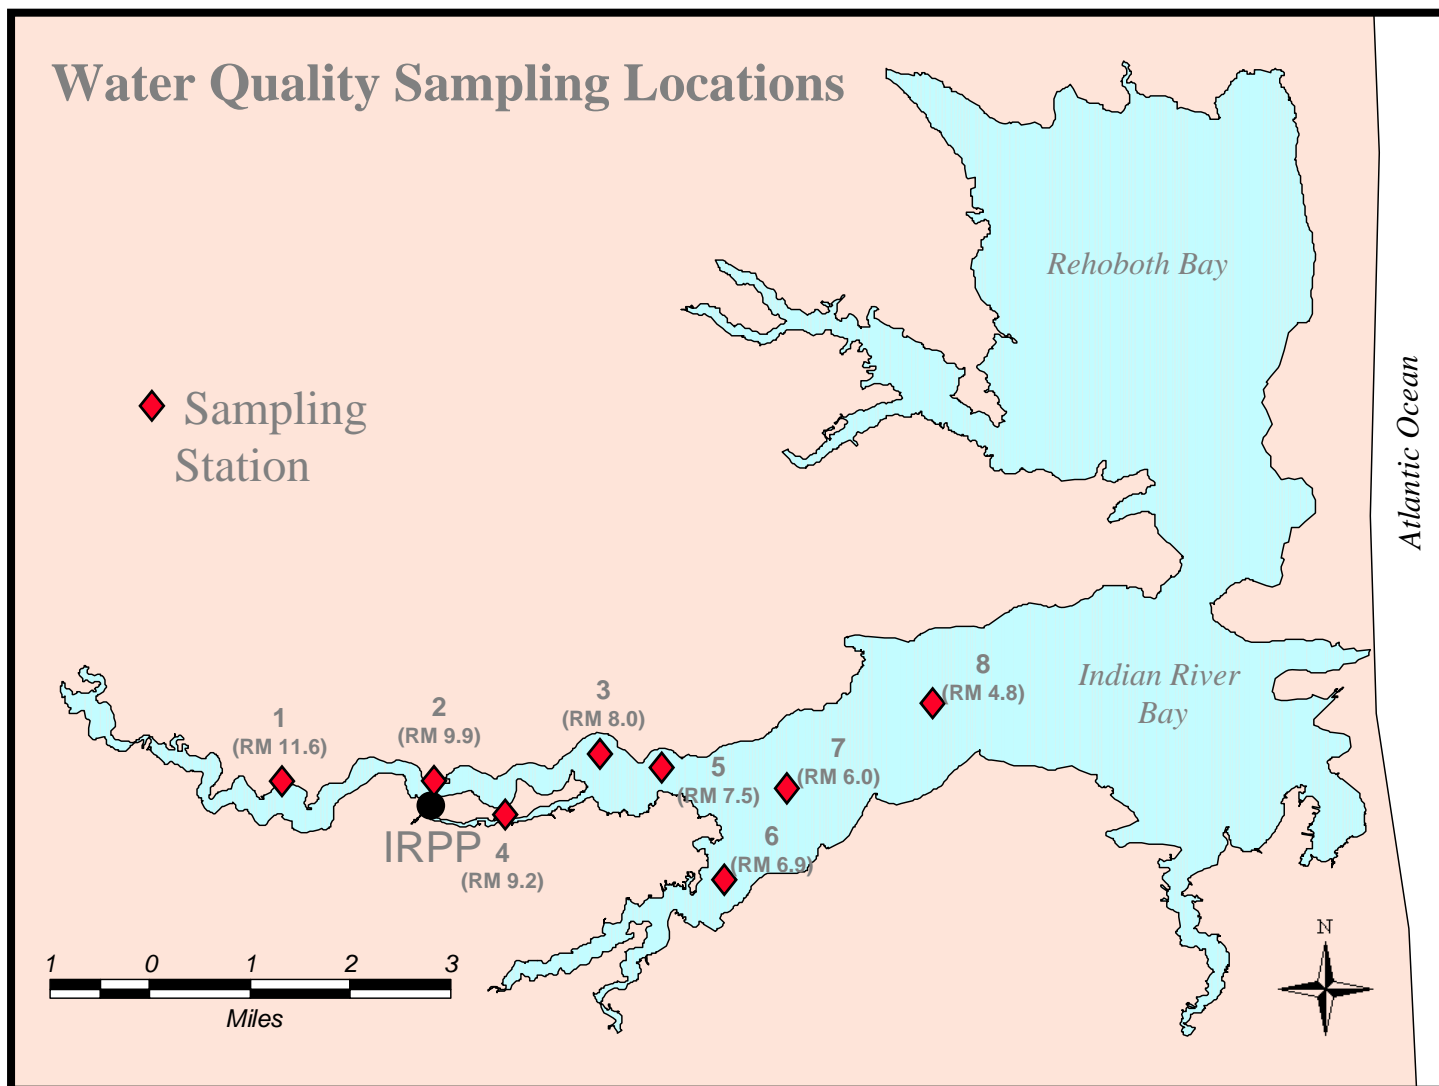 Water Quality Sampling Locations
Rehoboth Bay
Atlantic Ocean
Sampling
Station
8
(RM 4.8)
Indian River
Bay
3
(RM 8.0)
2
(RM 9.9)
1
(RM 11.6)
7
(RM 6.0)
5
(RM 7.5)
6
(RM 6.9)
IRPP
4
(RM 9.2)
N
1 0 1 2 3
Miles